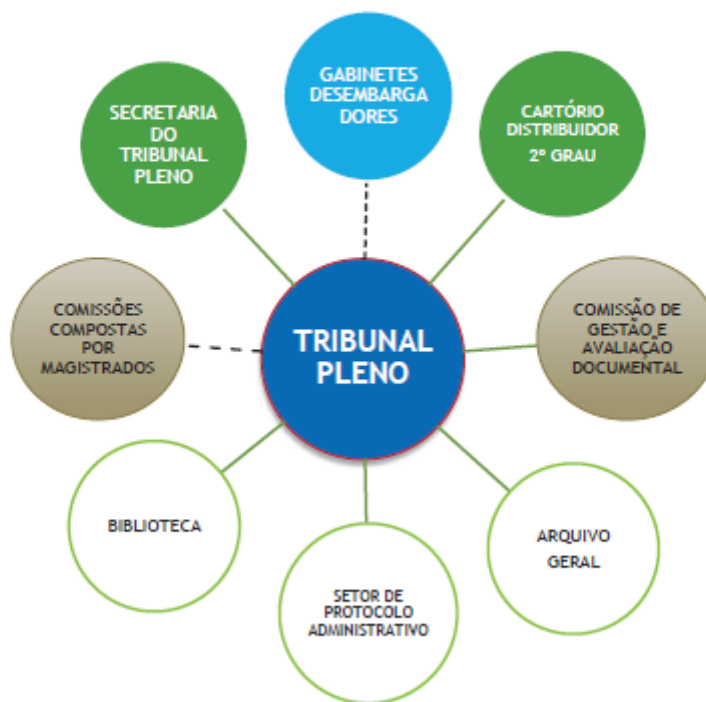 GABINETES
DESEMBARGA
DORES
SECRETARIA
DO
TRIBUNAL
PLENO
CARTÓRIO
DISTRIBUIDOR
2º GRAU
COMISSÕES
COMPOSTAS
POR
MAGISTRADOS
TRIBUNAL
PLENO
COMISSÃO DE
GESTÃO E
AVALIAÇÃO
DOCUMENTAL
BIBLIOTECA
SETOR DE
PROTOCOLO
ADMINISTRATIVO
ARQUIVO
GERAL